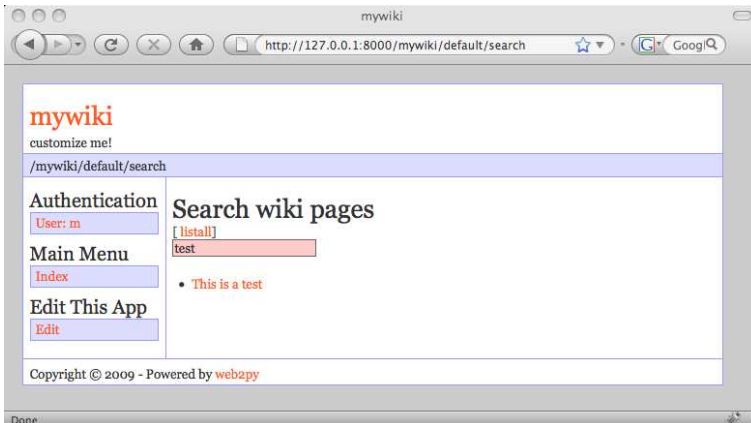 mywiki
http://127.0.0.1:8000/mywiki/default/search
Googl
mywiki
customize me!
/mywiki/default/search
Authentication
User: m
Main Menu
Index
Edit This App
Edit
Search wiki pages
[ listall]
test
• This is a test
Copyright © 2009 - Powered by web2py
Done